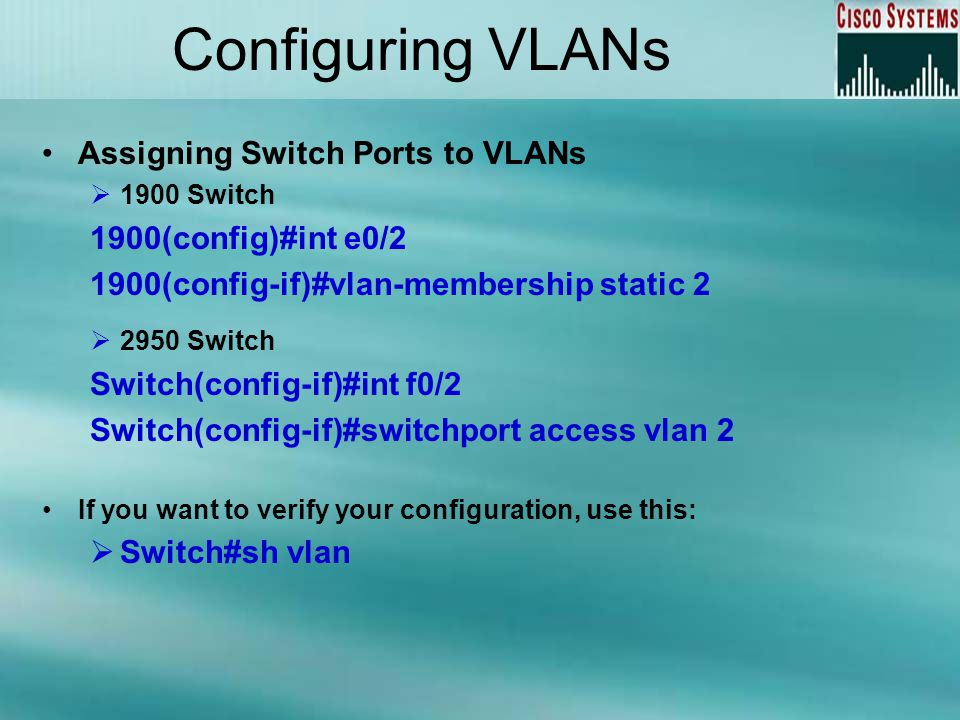 Configuring VLANs
CISCO SYSTEMS
• Assigning Switch Ports to VLANs
➢ 1900 Switch
1900(config)#int e0/2
1900(config-if)#vlan-membership static 2
➢ 2950 Switch
Switch(config-if)#int f0/2
Switch(config-if)#switchport access vlan 2
• If you want to verify your configuration, use this:
➢ Switch#sh vlan